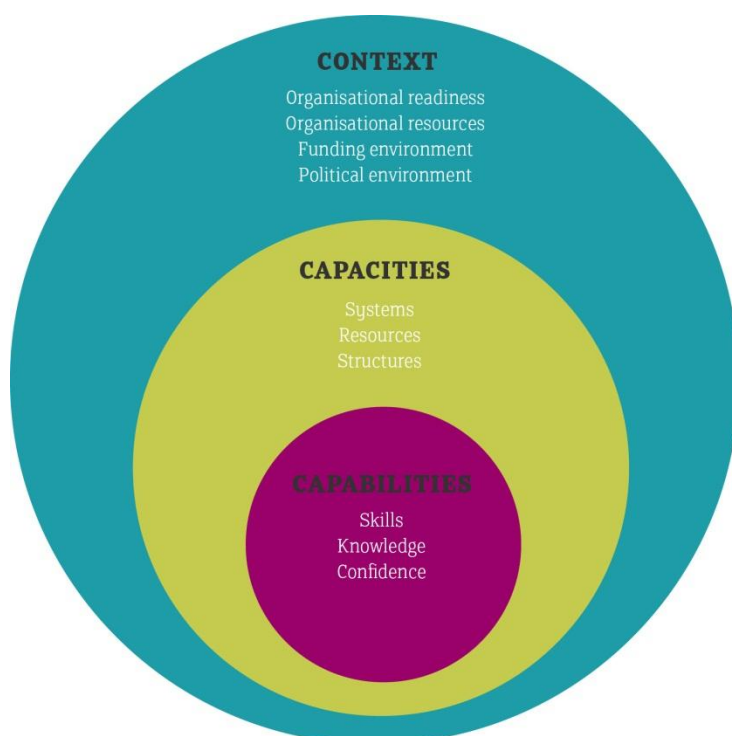 CONTEXT
Organisational readiness
Organisational resources
Funding environment
Political environment
CAPACITIES
Systems
Resources
Structures
CAPABILITIES
Skills
Knowledge
Confidence